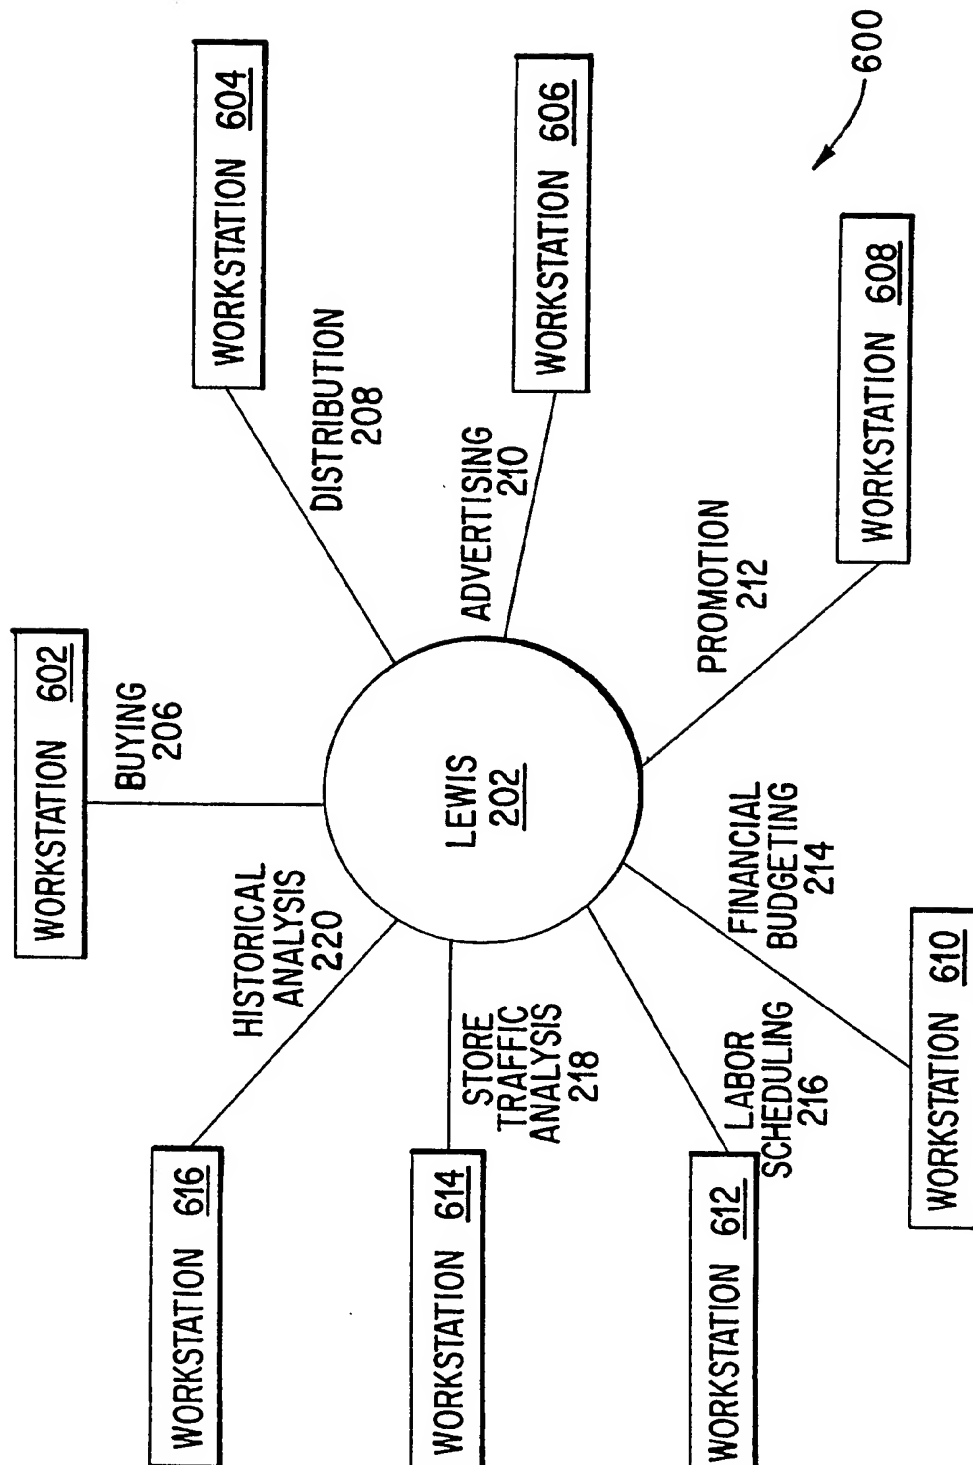 WORKSTATION 602
BUYING
206
WORKSTATION 604
DISTRIBUTION
208
WORKSTATION 606
ADVERTISING
210
WORKSTATION 608
PROMOTION
212
WORKSTATION 610
FINANCIAL
BUDGETING
214
WORKSTATION 612
LABOR
SCHEDULING
216
WORKSTATION 614
STORE
TRAFFIC
ANALYSIS
218
WORKSTATION 616
HISTORICAL
ANALYSIS
220
LEWIS
202
600